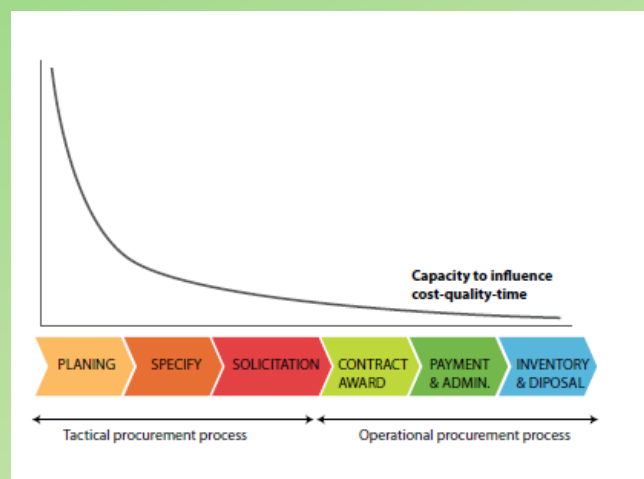 Capacity to influence
cost-quality-time
PLANING
SPECIFY
SOLICITATION
CONTRACT
AWARD
PAYMENT
& ADMIN.
INVENTORY
& DIPOSAL
Tactical procurement process
Operational procurement process